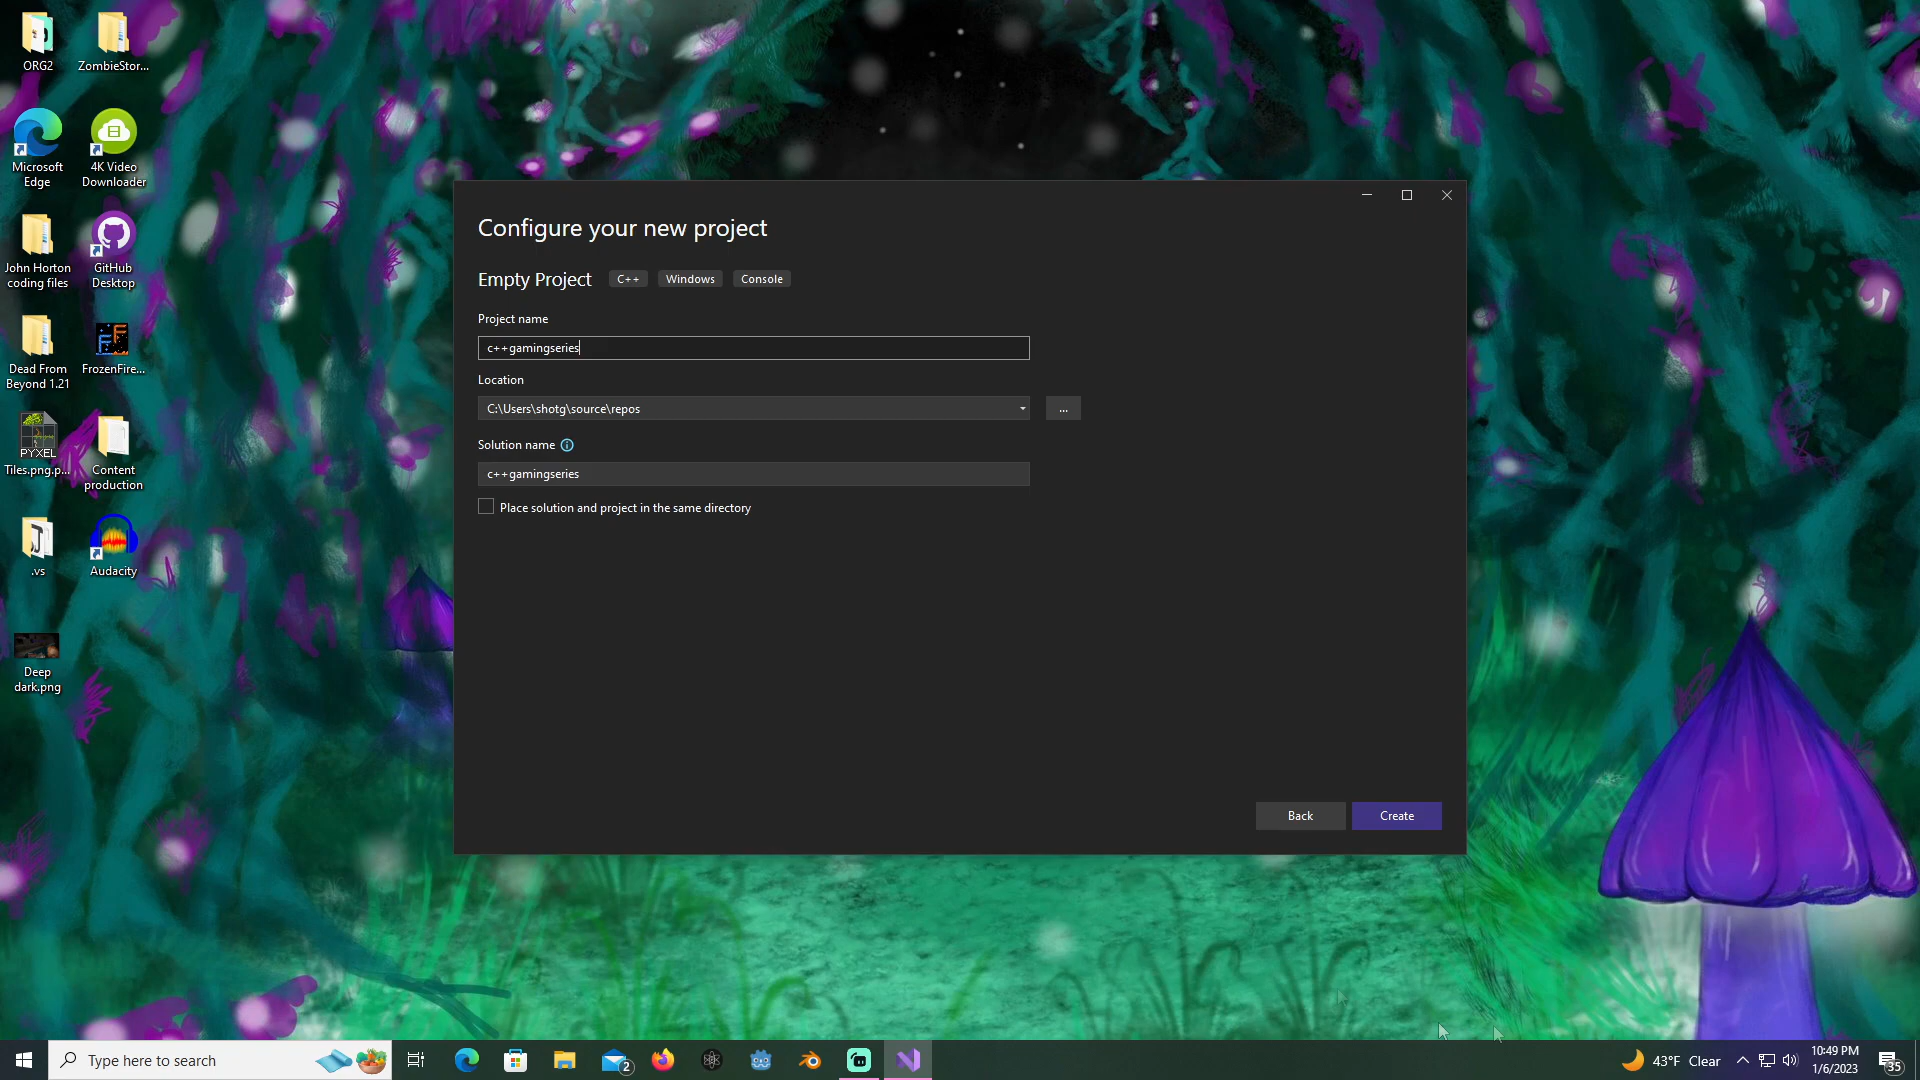 ORG2
ZombieStor...
Microsoft
Edge
4K Video
Downloader
John Horton
coding files
GitHub
Desktop
Dead From
Beyond 1.21
FrozenFire...
PYXEL
Tiles.png.p...
Content
production
.vs
Audacity
Deep
dark.png
Configure your new project
Empty Project
C++
Windows
Console
Project name
c++gamingseries
Location
C:\Users\shotg\source\repos
...
Solution name
c++gamingseries
Place solution and project in the same directory
Back
Create
Type here to search
2
43°F Clear
10:49 PM
1/6/2023
35